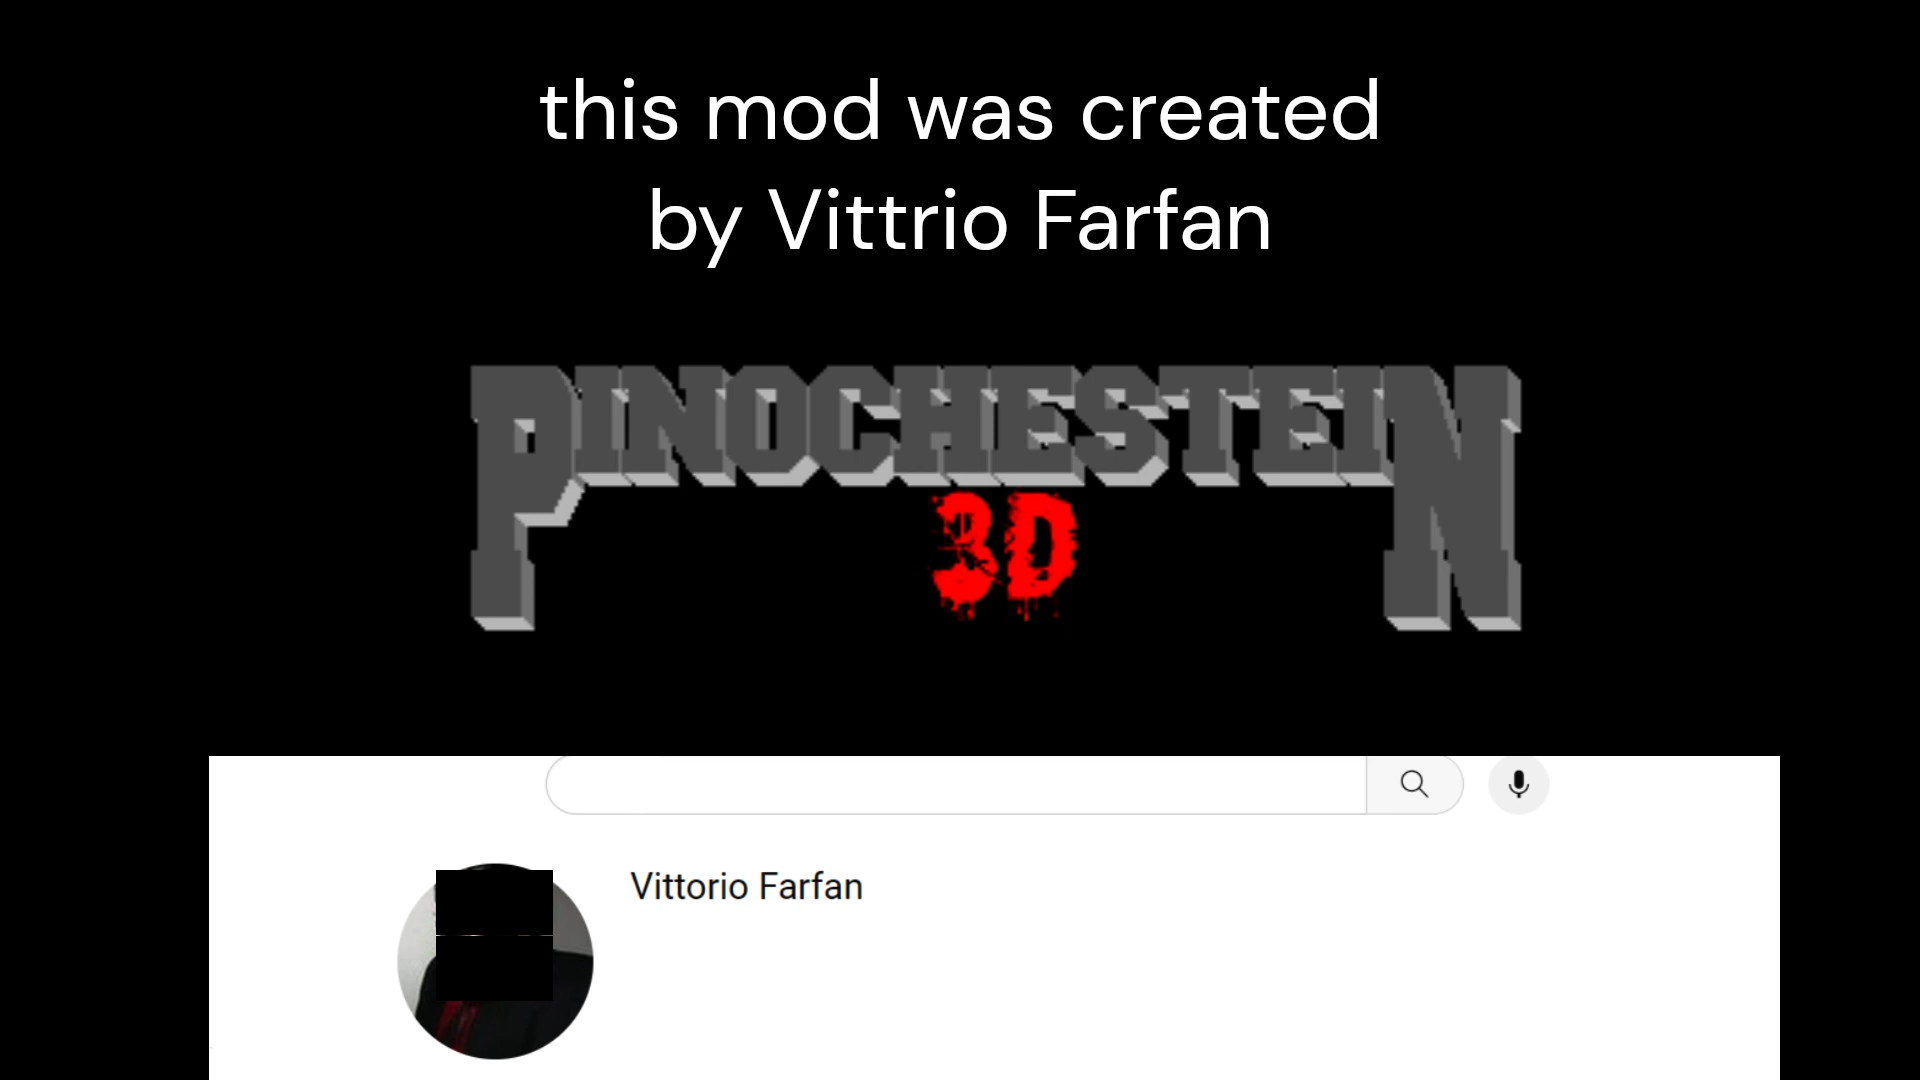 this mod was created
by Vittrio Farfan
PINOCHESTEIN
3D
Vittorio Farfan